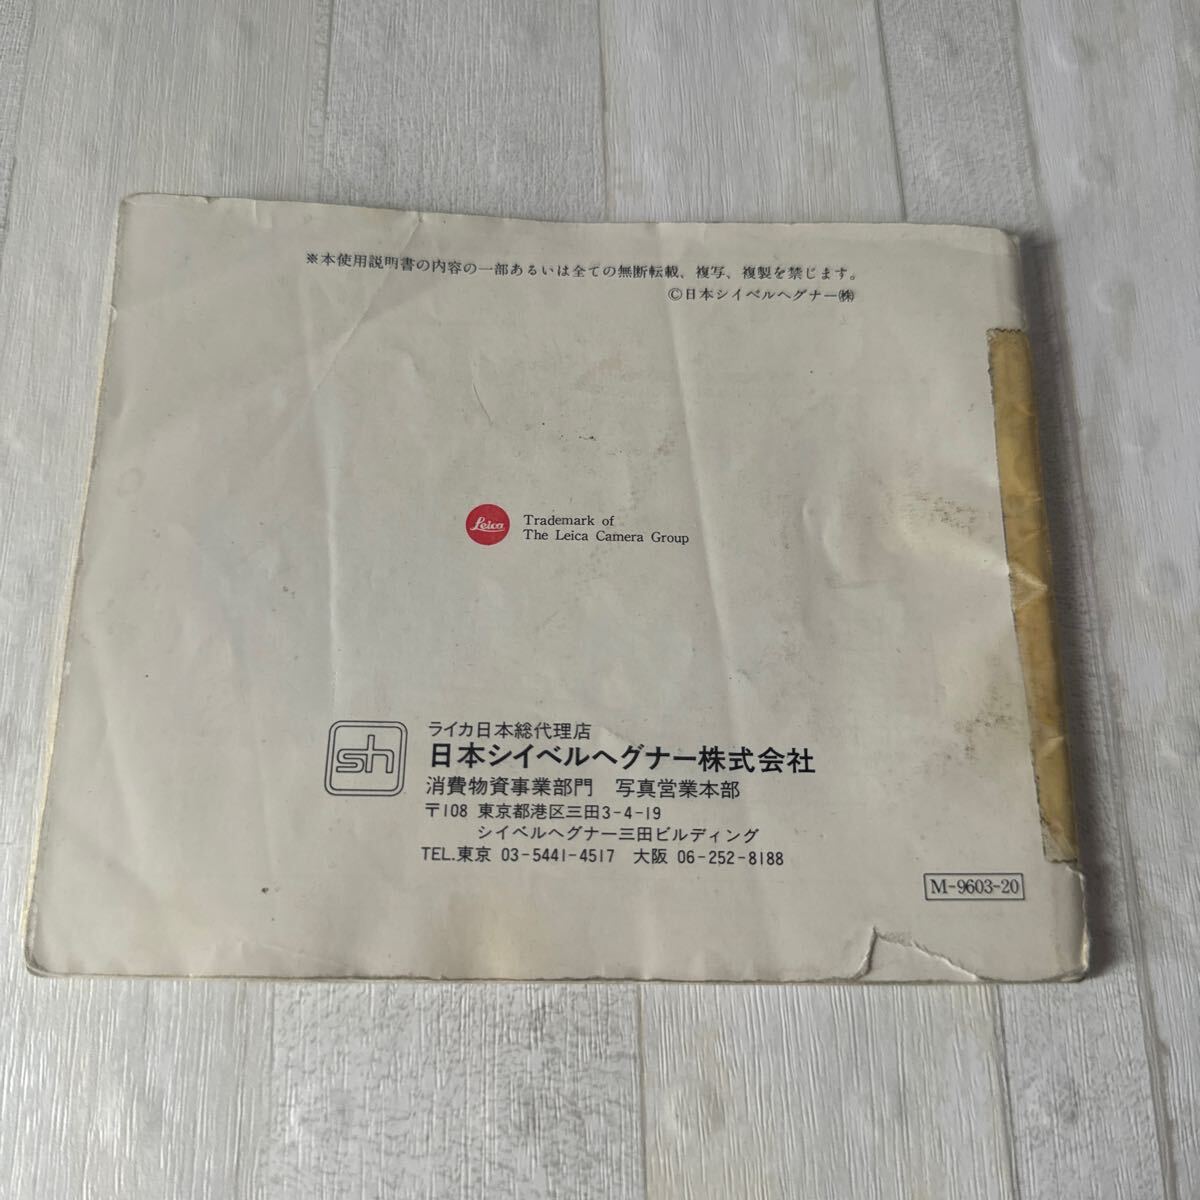 ※本使用説明書の内容の一部あるいは全ての無断転載、複写、複製を禁じます。
©日本シイベルヘグナー㈱
Leica
Trademark of
The Leica Camera Group
sh
ライカ日本総代理店
日本シイベルヘグナー株式会社
消費物資事業部門 写真営業本部
〒108 東京都港区三田3-4-19
シイベルヘグナー三田ビルディング
TEL.東京 03-5441-4517 大阪 06-252-8188
M-9603-20